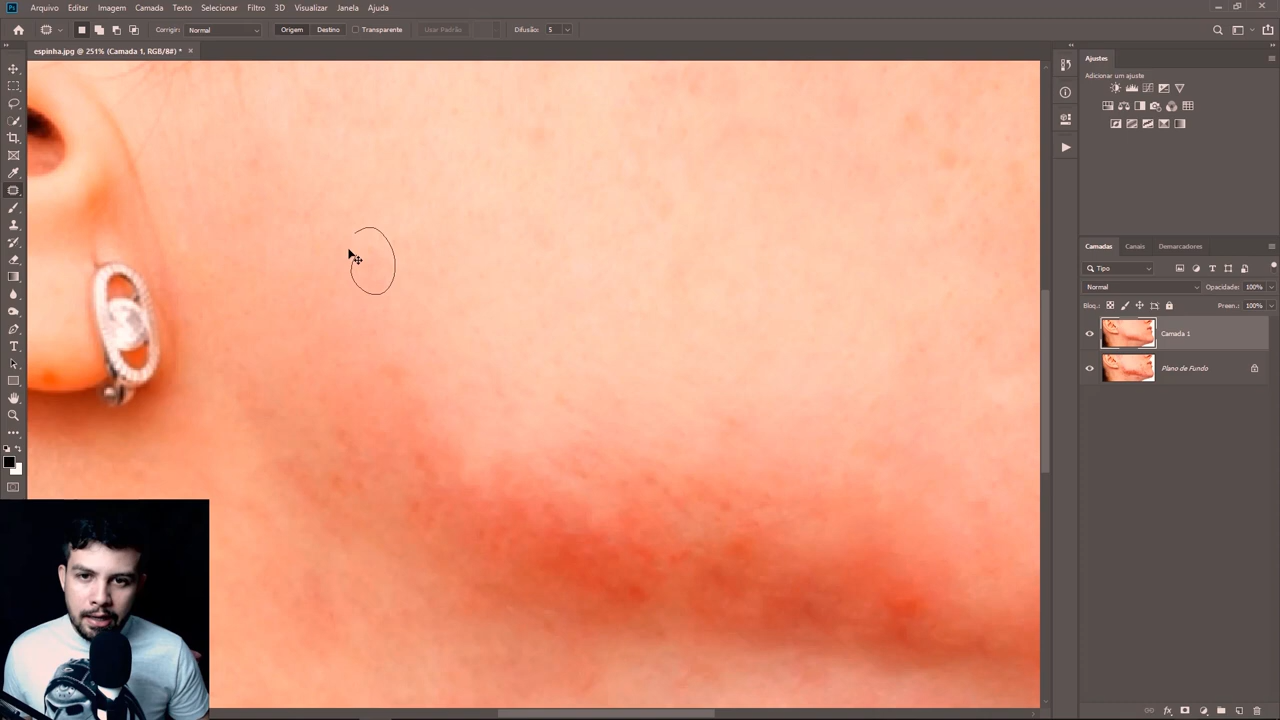 Ps Arquivo Editar Imagem Camada Texto Selecionar Filtro 3D Visualizar Janela Ajuda
Corrigir: Normal Origem Destino Transparente Usar Padrão Difusão: 5
espinha.jpg @ 251% (Camada 1, RGB/8#) * ×
Ajustes
Adicionar um ajuste
Camadas Canais Demarcadores
Tipo
Normal Opacidade: 100%
Bloq.: Preen.: 100%
Camada 1
Plano de Fundo